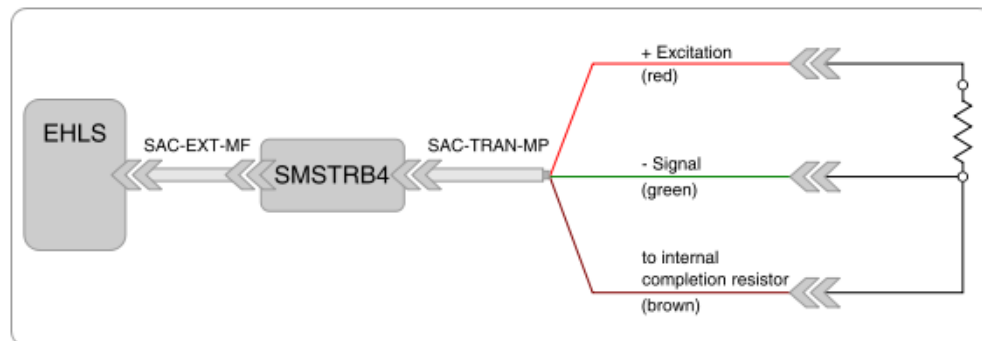 EHLS
SAC-EXT-MF
SMSTRB4
SAC-TRAN-MP
+ Excitation
(red)
- Signal
(green)
to internal
completion resistor
(brown)